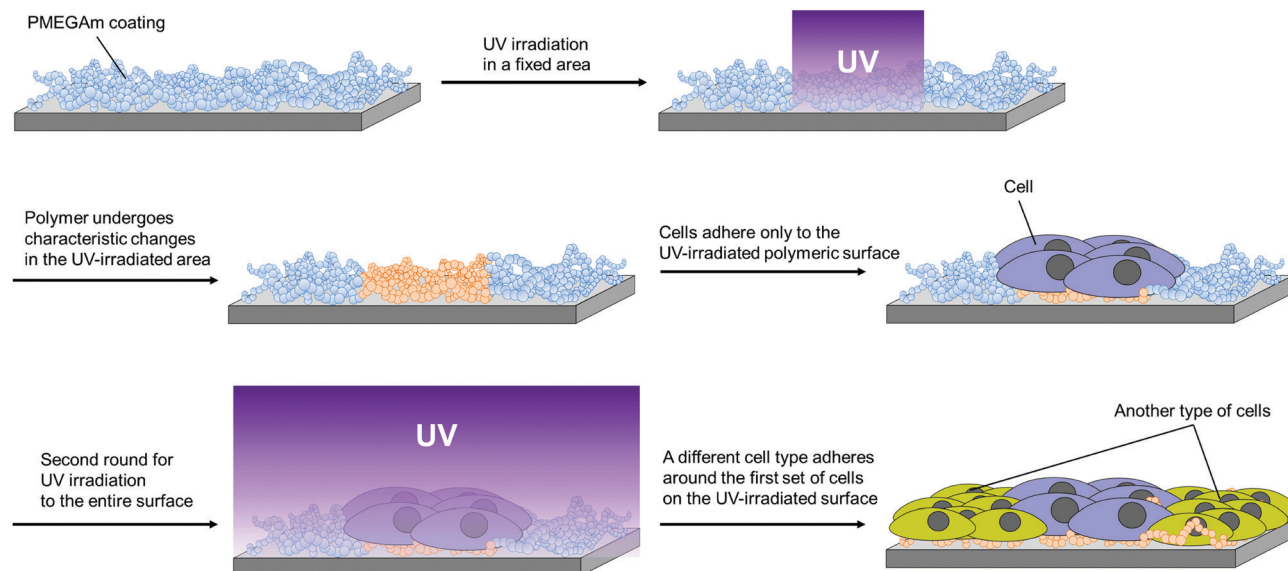 PMEGAm coating
UV irradiation
in a fixed area
UV
Polymer undergoes
characteristic changes
in the UV-irradiated area
Cells adhere only to the
UV-irradiated polymeric surface
Cell
Second round for
UV irradiation
to the entire surface
UV
A different cell type adheres
around the first set of cells
on the UV-irradiated surface
Another type of cells